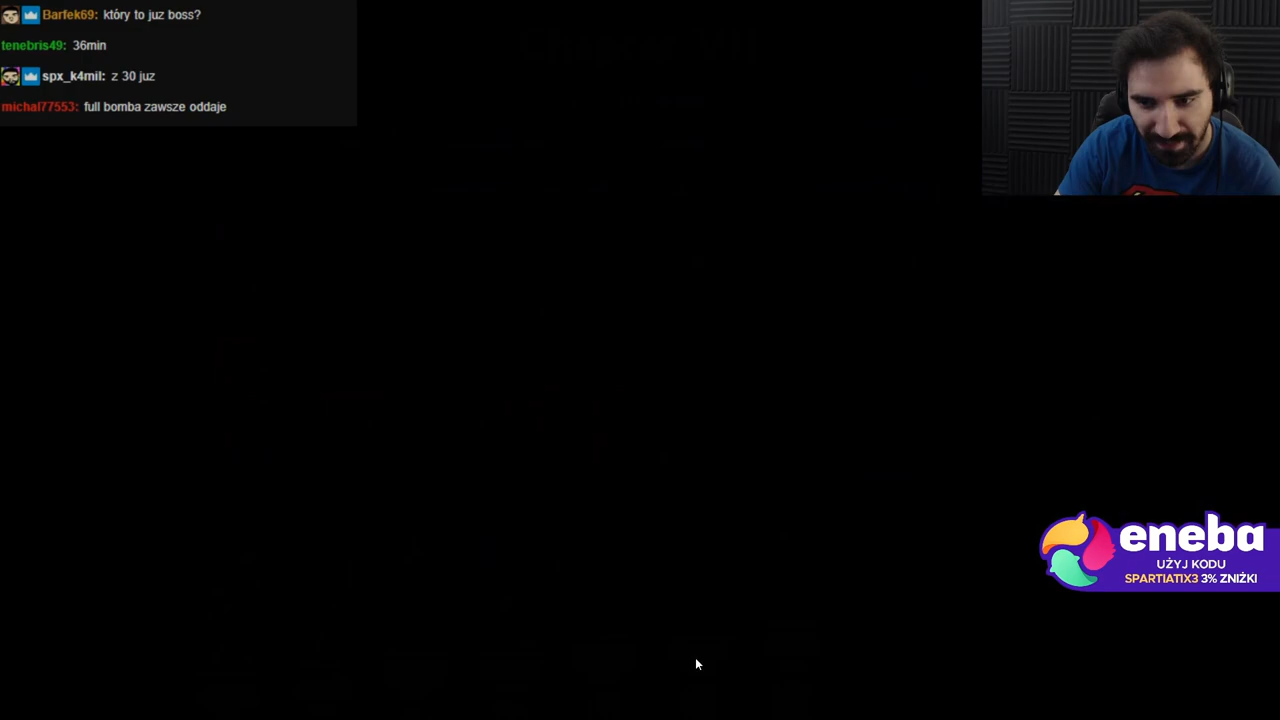 Barfek69: który to juz boss?
tenebris49: 36min
spx_k4mil: z 30 juz
michal77553: full bomba zawsze oddaje
eneba
UŻYJ KODU
SPARTIATIX3 3% ZNIŻKI